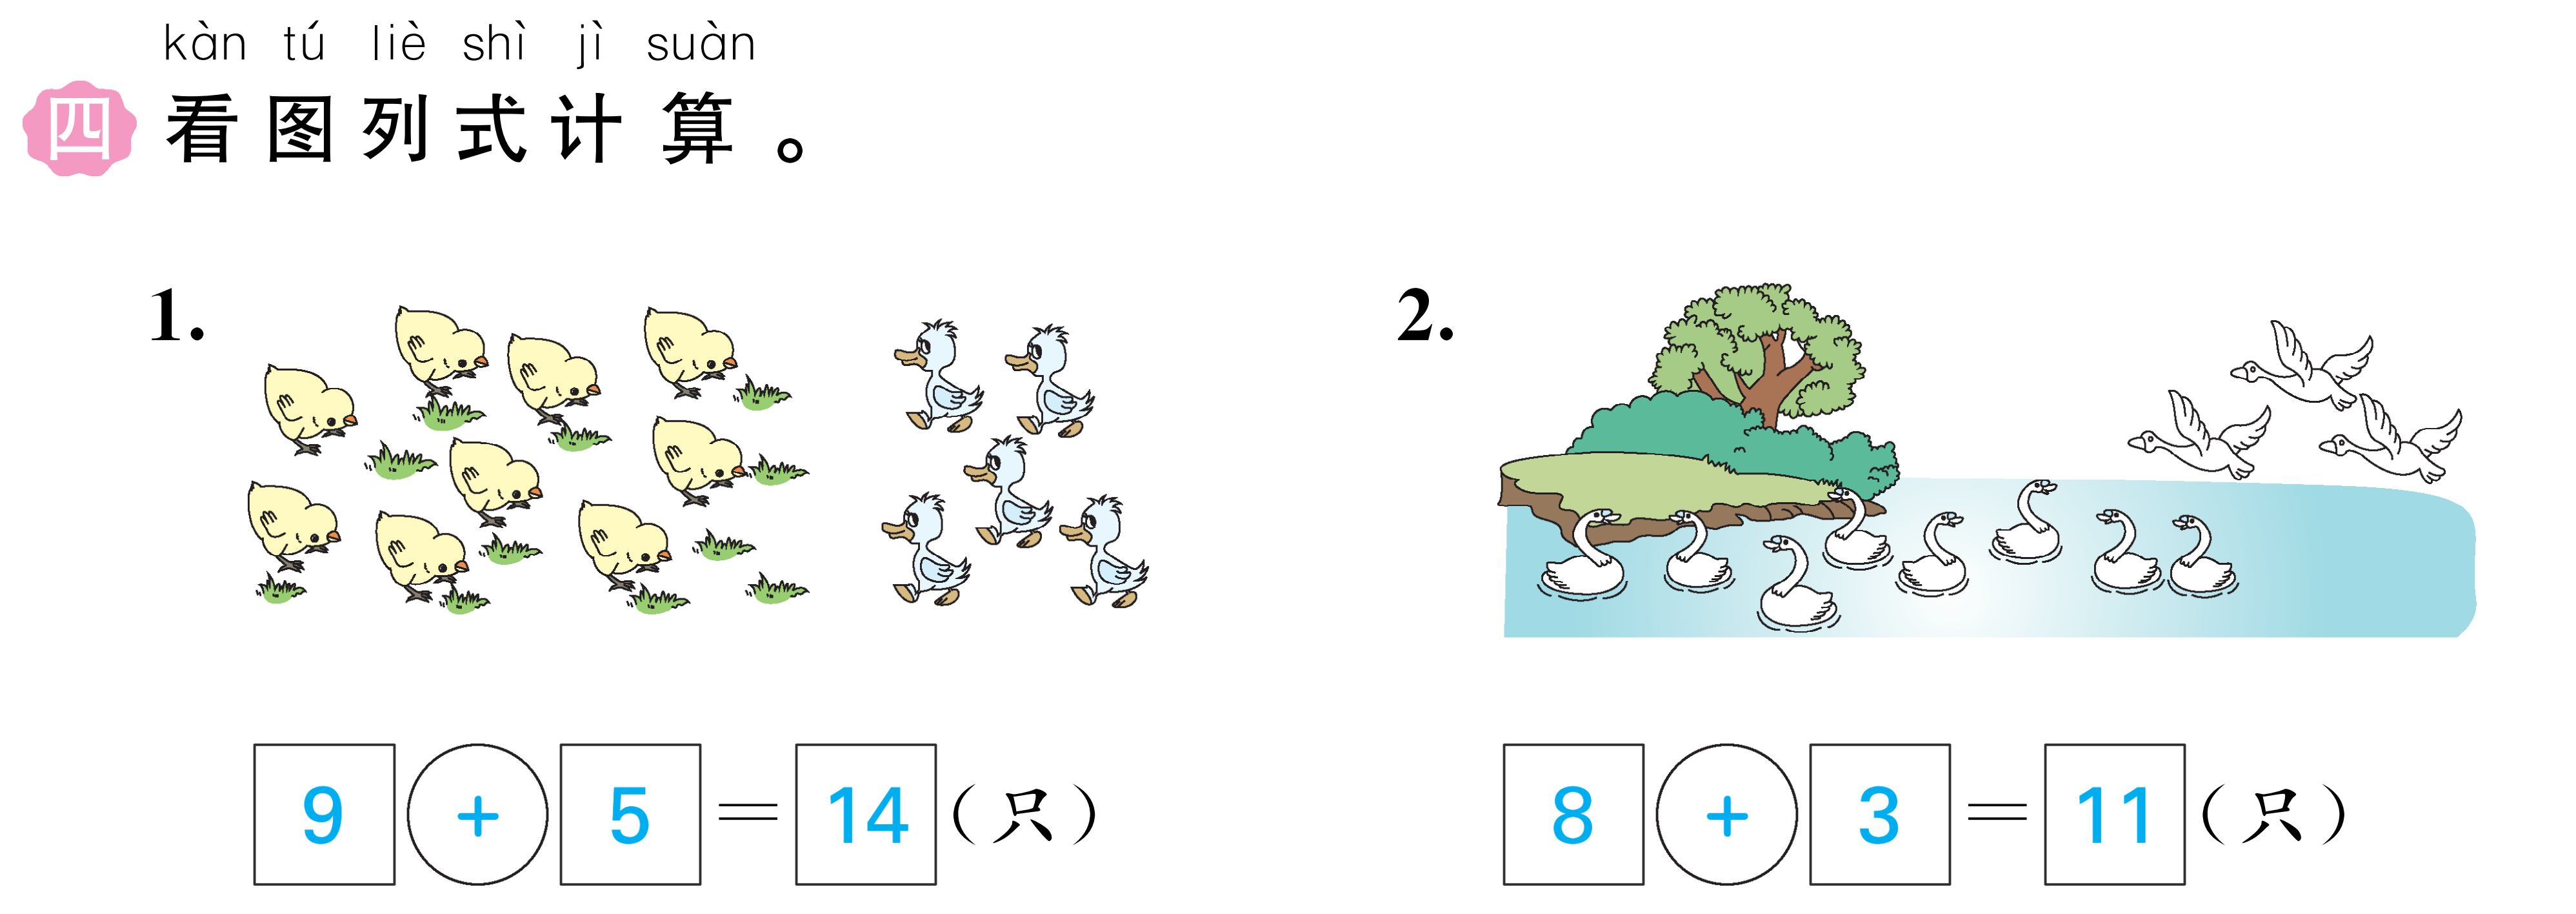 kàn tú liè shì jì suàn
四 看图列式计算。
1.
2.
9 + 5 = 14 (只)
8 + 3 = 11 (只)